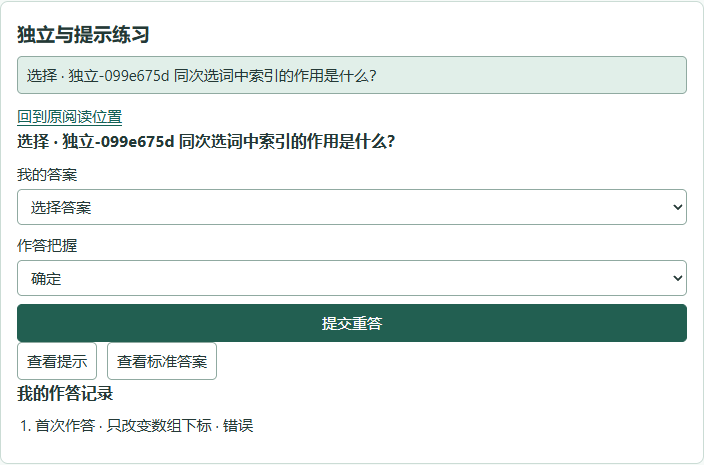 独立与提示练习
选择 · 独立-099e675d 同次选词中索引的作用是什么？
回到原阅读位置
选择 · 独立-099e675d 同次选词中索引的作用是什么？
我的答案
选择答案
作答把握
确定
提交重答
查看提示
查看标准答案
我的作答记录
1. 首次作答 · 只改变数组下标 · 错误